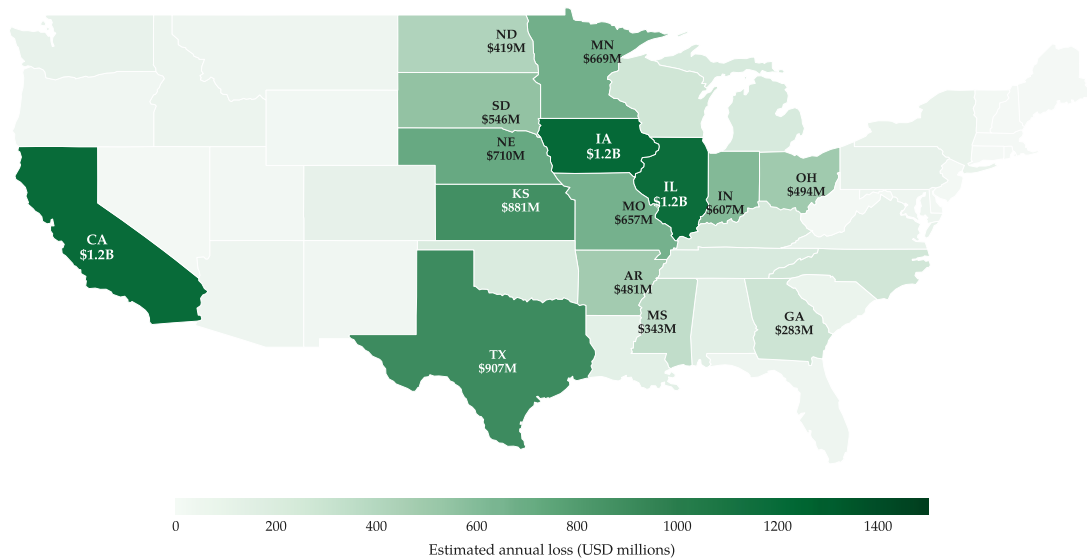 ND
$419M
MN
$669M
SD
$546M
NE
$710M
IA
$1.2B
KS
$881M
MO
$657M
IL
$1.2B
IN
$607M
OH
$494M
CA
$1.2B
AR
$481M
MS
$343M
GA
$283M
TX
$907M
0
200
400
600
800
1000
1200
1400
Estimated annual loss (USD millions)